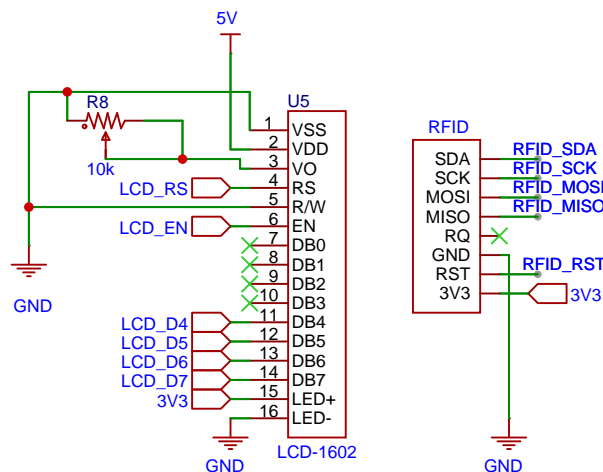 5V
R8
10k
U5
1 VSS
2 VDD
3 VO
LCD_RS 4 RS
5 R/W
LCD_EN 6 EN
7 DB0
8 DB1
9 DB2
10 DB3
LCD_D4 11 DB4
LCD_D5 12 DB5
LCD_D6 13 DB6
LCD_D7 14 DB7
3V3 15 LED+
16 LED-
GND
GND
LCD-1602
RFID
SDA RFID_SDA
SCK RFID_SCK
MOSI RFID_MOSI
MISO RFID_MISO
RQ
GND
RST RFID_RST
3V3 3V3
GND